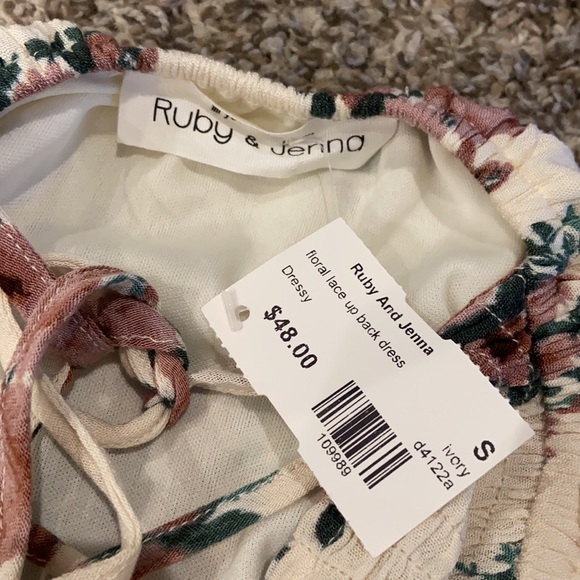 Ruby & Jenna
Ruby And Jenna
floral lace up back dress
Dressy
$48.00
109989
S
ivory
d4122a